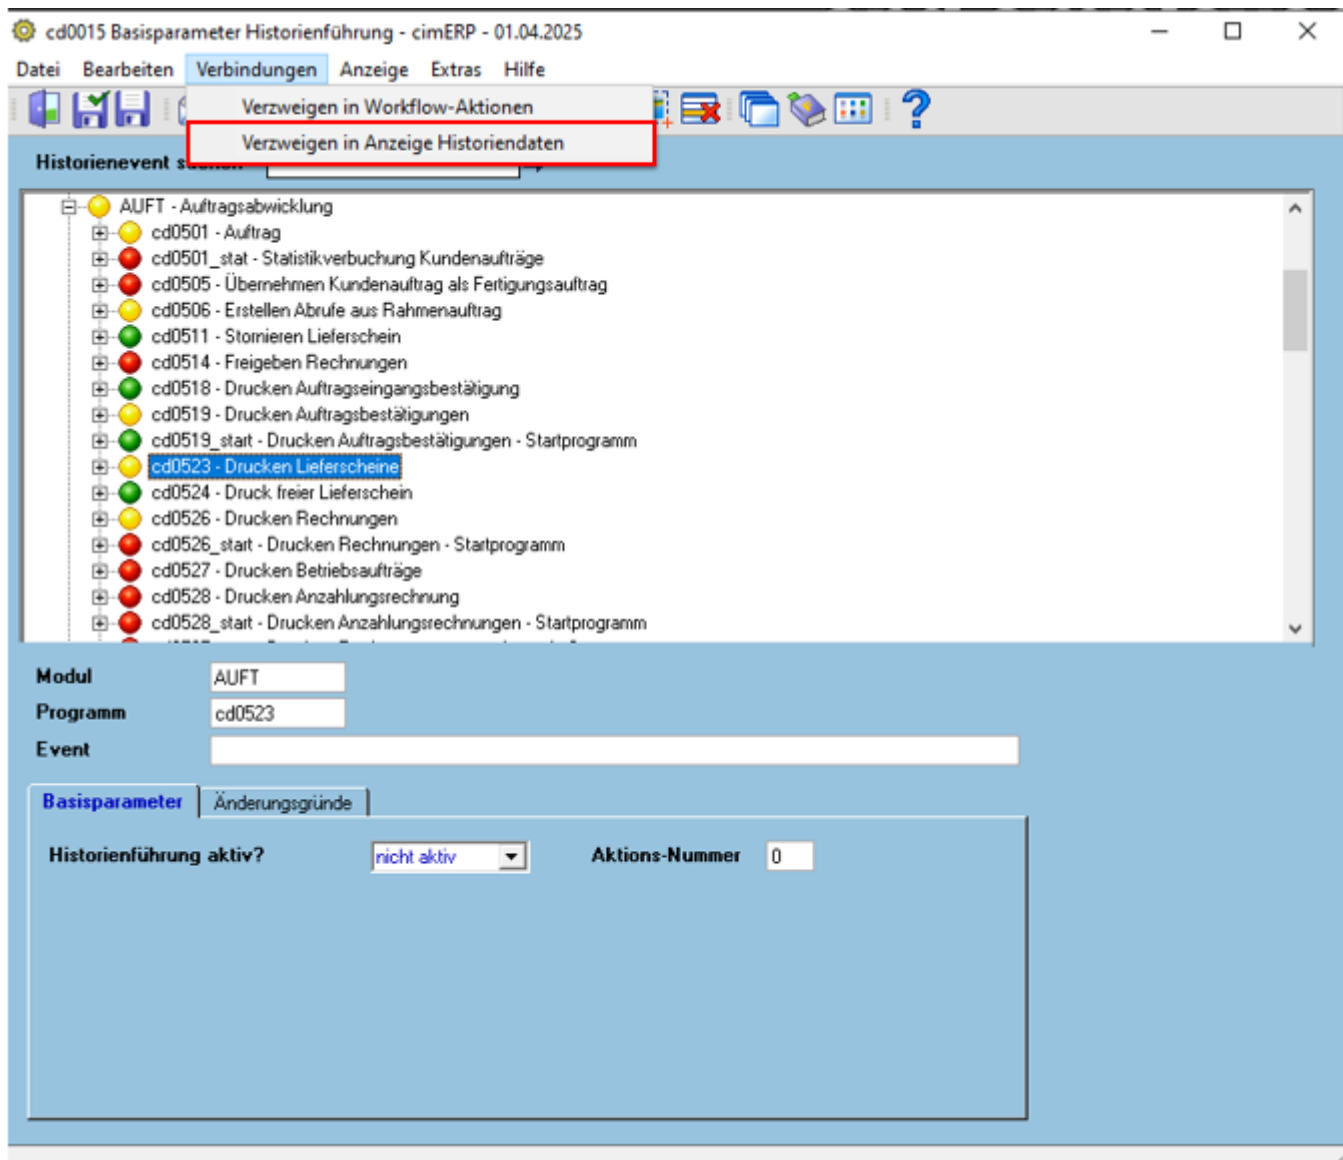 cd0015 Basisparameter Historienführung - cimERP - 01.04.2025
Datei Bearbeiten Verbindungen Anzeige Extras Hilfe
Verzweigen in Workflow-Aktionen
Verzweigen in Anzeige Historiendaten
Historienevent
AUFT - Auftragsabwicklung
cd0501 - Auftrag
cd0501_stat - Statistikverbuchung Kundenaufträge
cd0505 - Übernehmen Kundenauftrag als Fertigungsauftrag
cd0506 - Erstellen Abrufe aus Rahmenauftrag
cd0511 - Stornieren Lieferschein
cd0514 - Freigeben Rechnungen
cd0518 - Drucken Auftragseingangsbestätigung
cd0519 - Drucken Auftragsbestätigungen
cd0519_start - Drucken Auftragsbestätigungen - Startprogramm
cd0523 - Drucken Lieferscheine
cd0524 - Druck freier Lieferschein
cd0526 - Drucken Rechnungen
cd0526_start - Drucken Rechnungen - Startprogramm
cd0527 - Drucken Betriebsaufträge
cd0528 - Drucken Anzahlungsrechnung
cd0528_start - Drucken Anzahlungsrechnungen - Startprogramm
Modul AUFT
Programm cd0523
Event
Basisparameter Änderungsgründe
Historienführung aktiv? nicht aktiv Aktions-Nummer 0